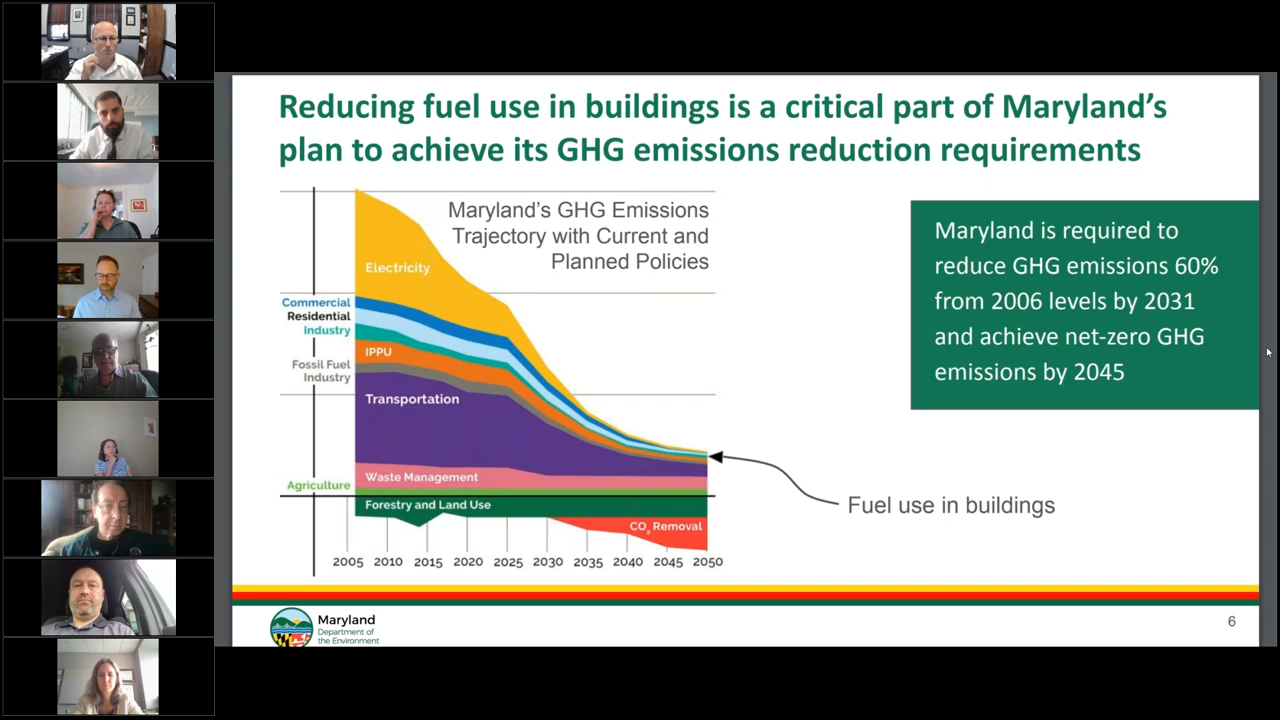 Reducing fuel use in buildings is a critical part of Maryland’s
plan to achieve its GHG emissions reduction requirements
Maryland’s GHG Emissions
Trajectory with Current and
Planned Policies
Electricity
Commercial
Residential
Industry
IPPU
Fossil Fuel
Industry
Transportation
Waste Management
Agriculture
Forestry and Land Use
CO₂ Removal
2005 2010 2015 2020 2025 2030 2035 2040 2045 2050
Maryland is required to
reduce GHG emissions 60%
from 2006 levels by 2031
and achieve net-zero GHG
emissions by 2045
Fuel use in buildings
Maryland
Department of
the Environment
6